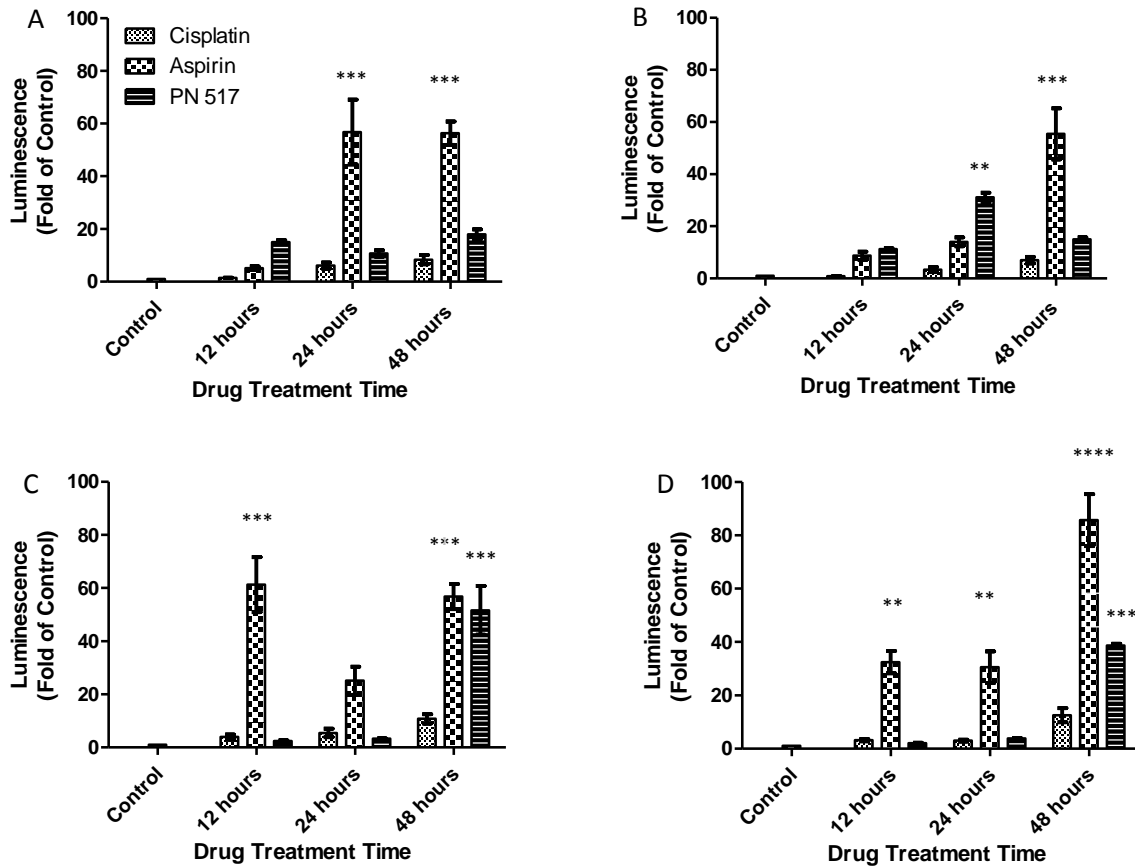 A
Luminescence
(Fold of Control)
100
80
60
40
20
0
Cisplatin
Aspirin
PN 517
***
***
Control
12 hours
24 hours
48 hours
Drug Treatment Time
B
Luminescence
(Fold of Control)
100
80
60
40
20
0
**
***
Control
12 hours
24 hours
48 hours
Drug Treatment Time
C
Luminescence
(Fold of Control)
100
80
60
40
20
0
***
***
***
Control
12 hours
24 hours
48 hours
Drug Treatment Time
D
Luminescence
(Fold of Control)
100
80
60
40
20
0
**
**
****
***
Control
12 hours
24 hours
48 hours
Drug Treatment Time